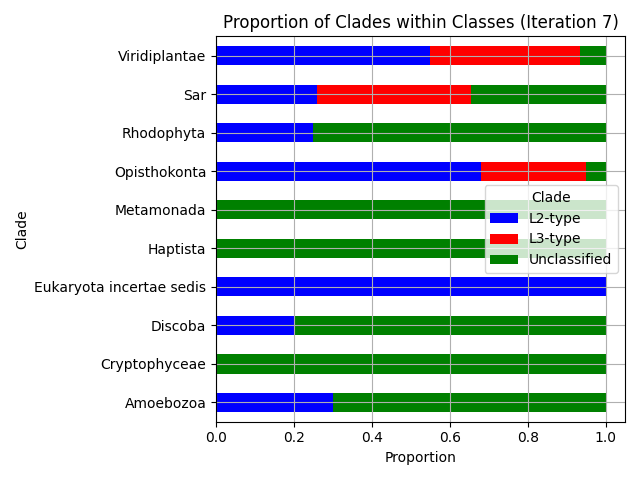 Proportion of Clades within Classes (Iteration 7)
Clade
Viridiplantae
Sar
Rhodophyta
Opisthokonta
Metamonada
Haptista
Eukaryota incertae sedis
Discoba
Cryptophyceae
Amoebozoa
Clade
L2-type
L3-type
Unclassified
0.0 0.2 0.4 0.6 0.8 1.0
Proportion